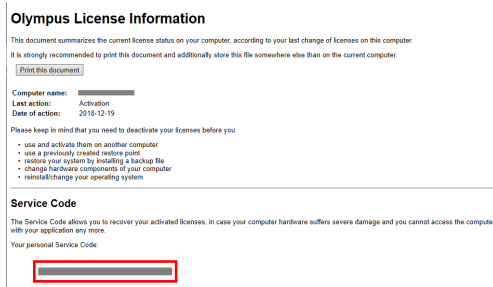 Olympus License Information
This document summarizes the current license status on your computer, according to your last change of licenses on this computer.
It is strongly recommended to print this document and additionally store this file somewhere else than on the current computer.
Print this document
Computer name:
Last action: Activation
Date of action: 2018-12-19
Please keep in mind that you need to deactivate your licenses before you
• use and activate them on another computer
• use a previously created restore point
• restore your system by installing a backup file
• change hardware components of your computer
• reinstall/change your operating system
Service Code
The Service Code allows you to recover your activated licenses, in case your computer hardware suffers severe damage and you cannot access the compute
with your application any more.
Your personal Service Code: